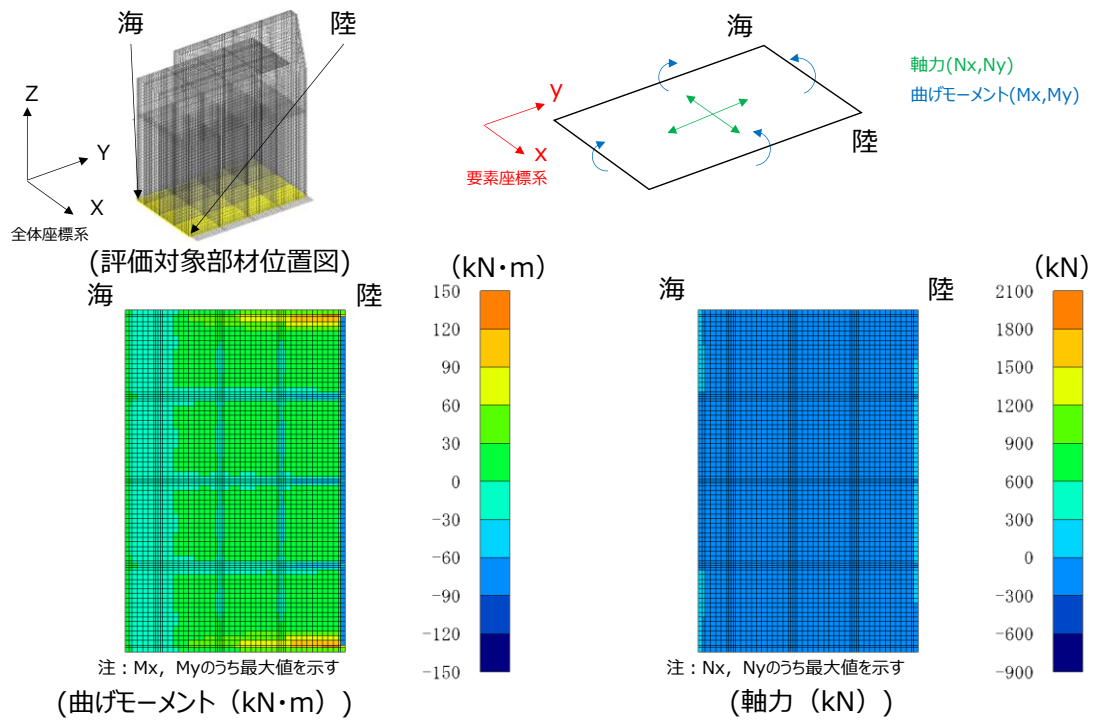 海
陸
Z
Y
X
全体座標系
(評価対象部材位置図)
海
陸
y
x
要素座標系
軸力(Nx,Ny)
曲げモーメント(Mx,My)
海
陸
(kN・m)
150
120
90
60
30
0
-30
-60
-90
-120
-150
注：Mx，Myのうち最大値を示す
(曲げモーメント（kN・m）)
海
陸
(kN)
2100
1800
1500
1200
900
600
300
0
-300
-600
-900
注：Nx，Nyのうち最大値を示す
(軸力（kN）)